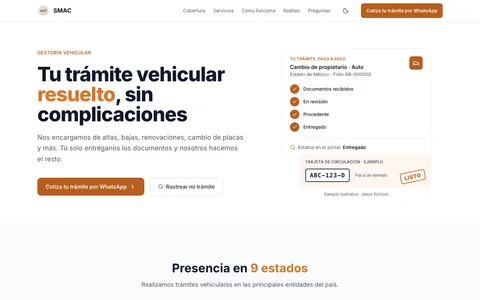 SMAC
Cobertura
Servicios
Cómo funciona
Rastreo
Preguntas
Cotiza tu trámite por WhatsApp
GESTORÍA VEHICULAR
Tu trámite vehicular
resuelto, sin
complicaciones
Nos encargamos de altas, bajas, renovaciones, cambio de placas
y más. Tú solo entréganos los documentos y nosotros hacemos
el resto.
Cotiza tu trámite por WhatsApp
Rastrear mi trámite
TU TRÁMITE, PASO A PASO
Cambio de propietario · Auto
Estado de México · Folio AB-000000
Documentos recibidos
En revisión
Procedente
Entregado
Estatus en el portal: Entregado
TARJETA DE CIRCULACIÓN · EJEMPLO
ABC-123-D
Placa de ejemplo
LISTO
Ejemplo ilustrativo · datos ficticios
Presencia en 9 estados
Realizamos trámites vehiculares en las principales entidades del país.